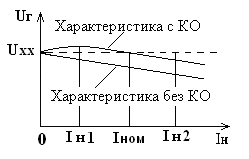 Uг
Характеристика с КО
Uхх
Характеристика без КО
0 Iн1 Iном Iн2 Iн